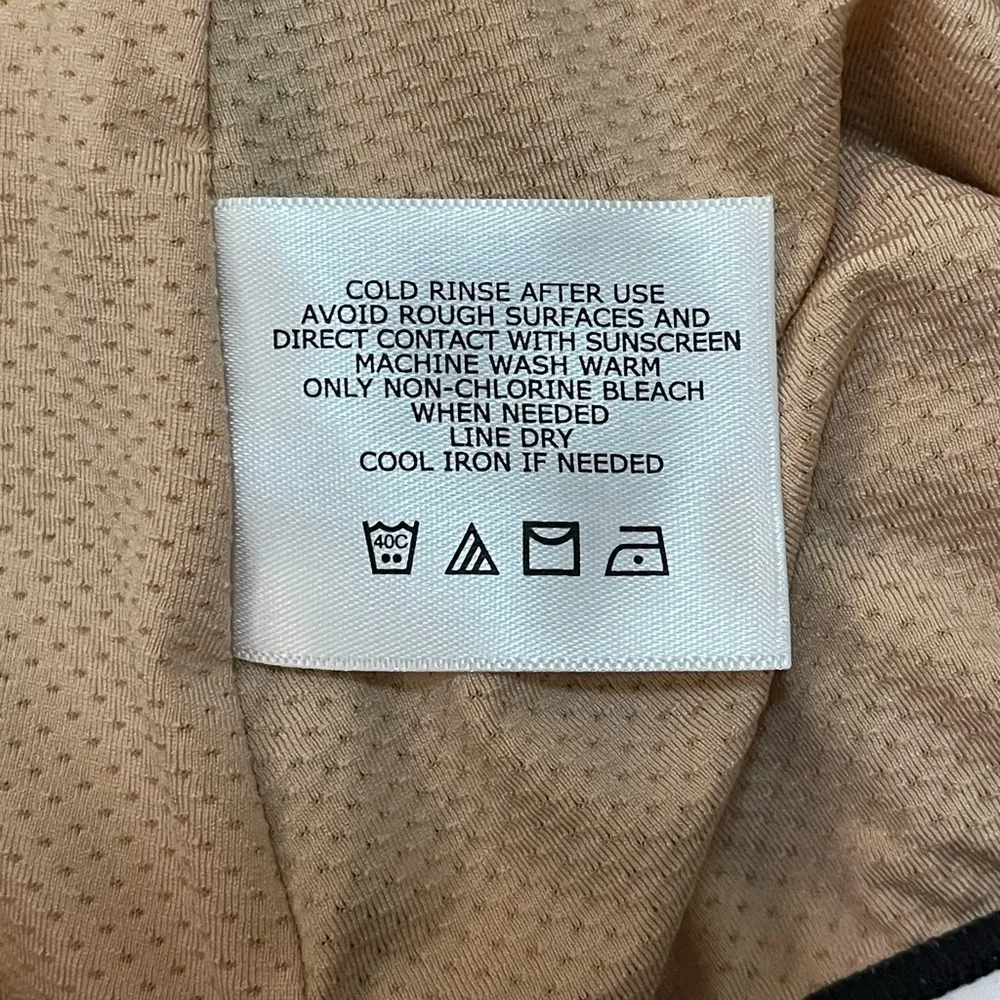 COLD RINSE AFTER USE
AVOID ROUGH SURFACES AND
DIRECT CONTACT WITH SUNSCREEN
MACHINE WASH WARM
ONLY NON-CHLORINE BLEACH
WHEN NEEDED
LINE DRY
COOL IRON IF NEEDED
40C